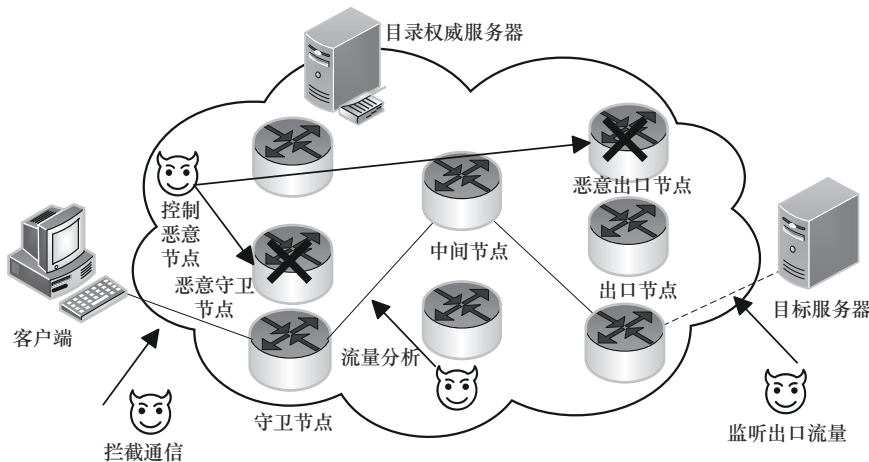 目录权威服务器
恶意出口节点
控制
恶意
节点
中间节点
恶意守卫
节点
出口节点
目标服务器
客户端
流量分析
守卫节点
监听出口流量
拦截通信